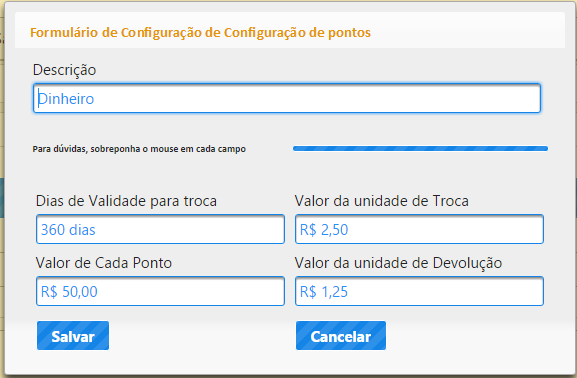 Formulário de Configuração de Configuração de pontos
Descrição
Dinheiro
Para dúvidas, sobreponha o mouse em cada campo
Dias de Validade para troca
Valor da unidade de Troca
360 dias
R$ 2,50
Valor de Cada Ponto
Valor da unidade de Devolução
R$ 50,00
R$ 1,25
Salvar
Cancelar